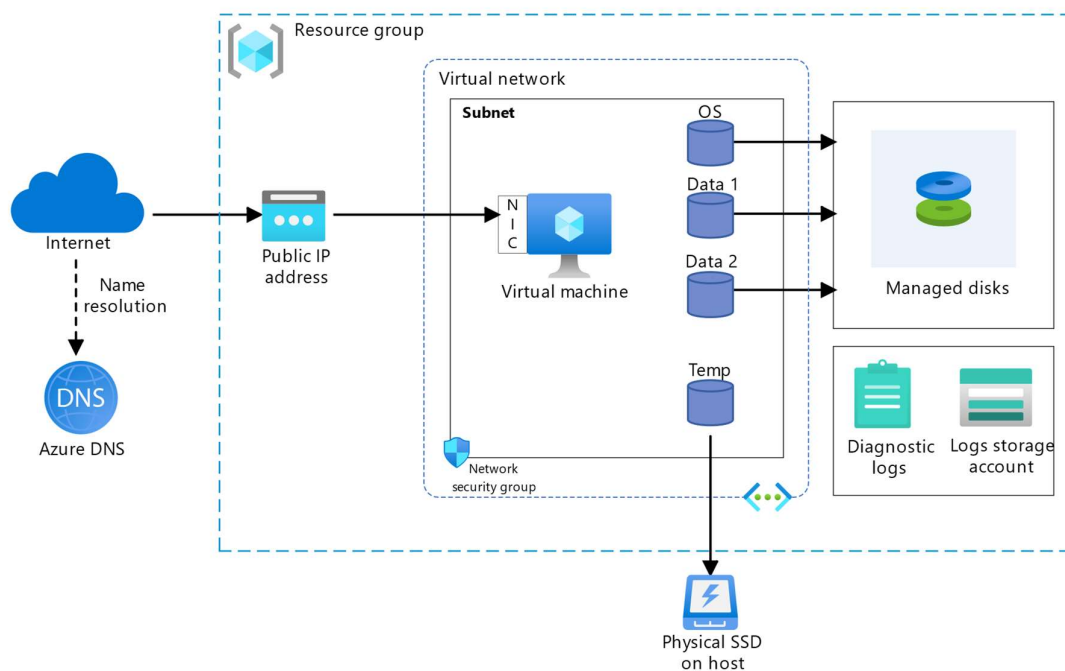 Resource group
Virtual network
Subnet
OS
Data 1
Data 2
Temp
N
I
C
Virtual machine
Network
security group
Internet
Name
resolution
DNS
Azure DNS
Public IP
address
Managed disks
Diagnostic
logs
Logs storage
account
Physical SSD
on host